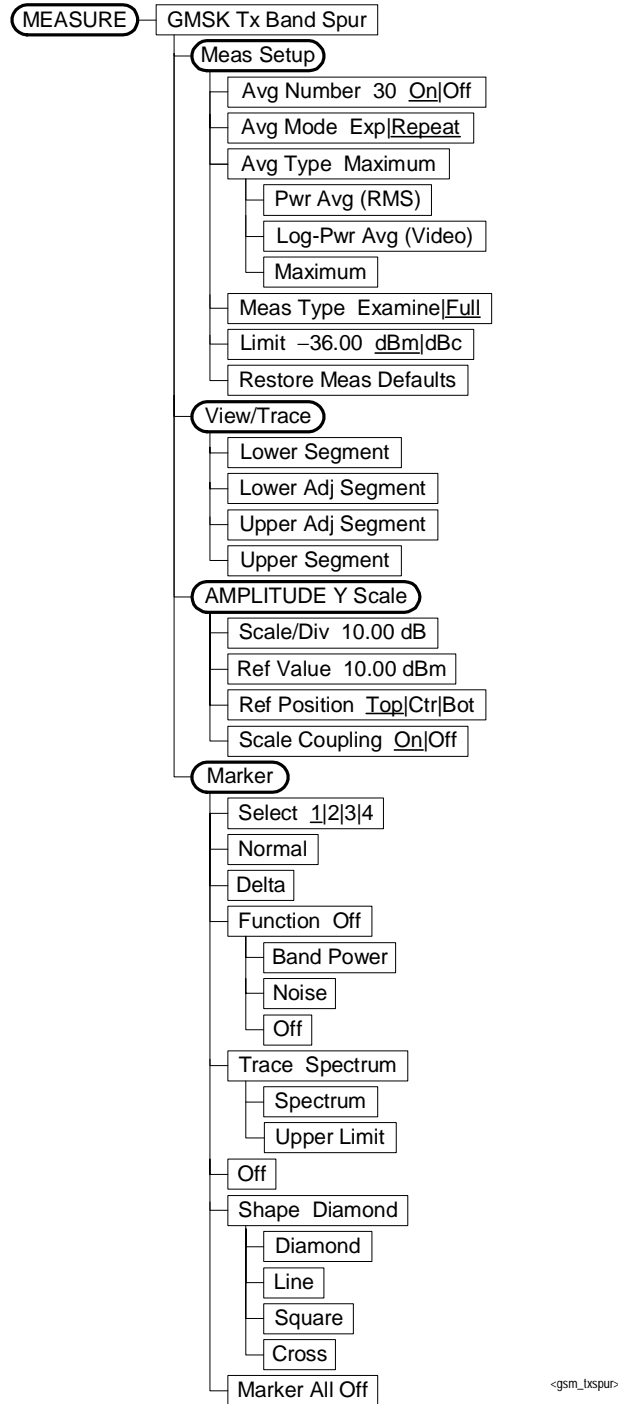 MEASURE GMSK Tx Band Spur
Meas Setup
Avg Number 30 On|Off
Avg Mode Exp|Repeat
Avg Type Maximum
Pwr Avg (RMS)
Log-Pwr Avg (Video)
Maximum
Meas Type Examine|Full
Limit −36.00 dBm|dBc
Restore Meas Defaults
View/Trace
Lower Segment
Lower Adj Segment
Upper Adj Segment
Upper Segment
AMPLITUDE Y Scale
Scale/Div 10.00 dB
Ref Value 10.00 dBm
Ref Position Top|Ctr|Bot
Scale Coupling On|Off
Marker
Select 1|2|3|4
Normal
Delta
Function Off
Band Power
Noise
Off
Trace Spectrum
Spectrum
Upper Limit
Off
Shape Diamond
Diamond
Line
Square
Cross
Marker All Off
<gsm_txspur>